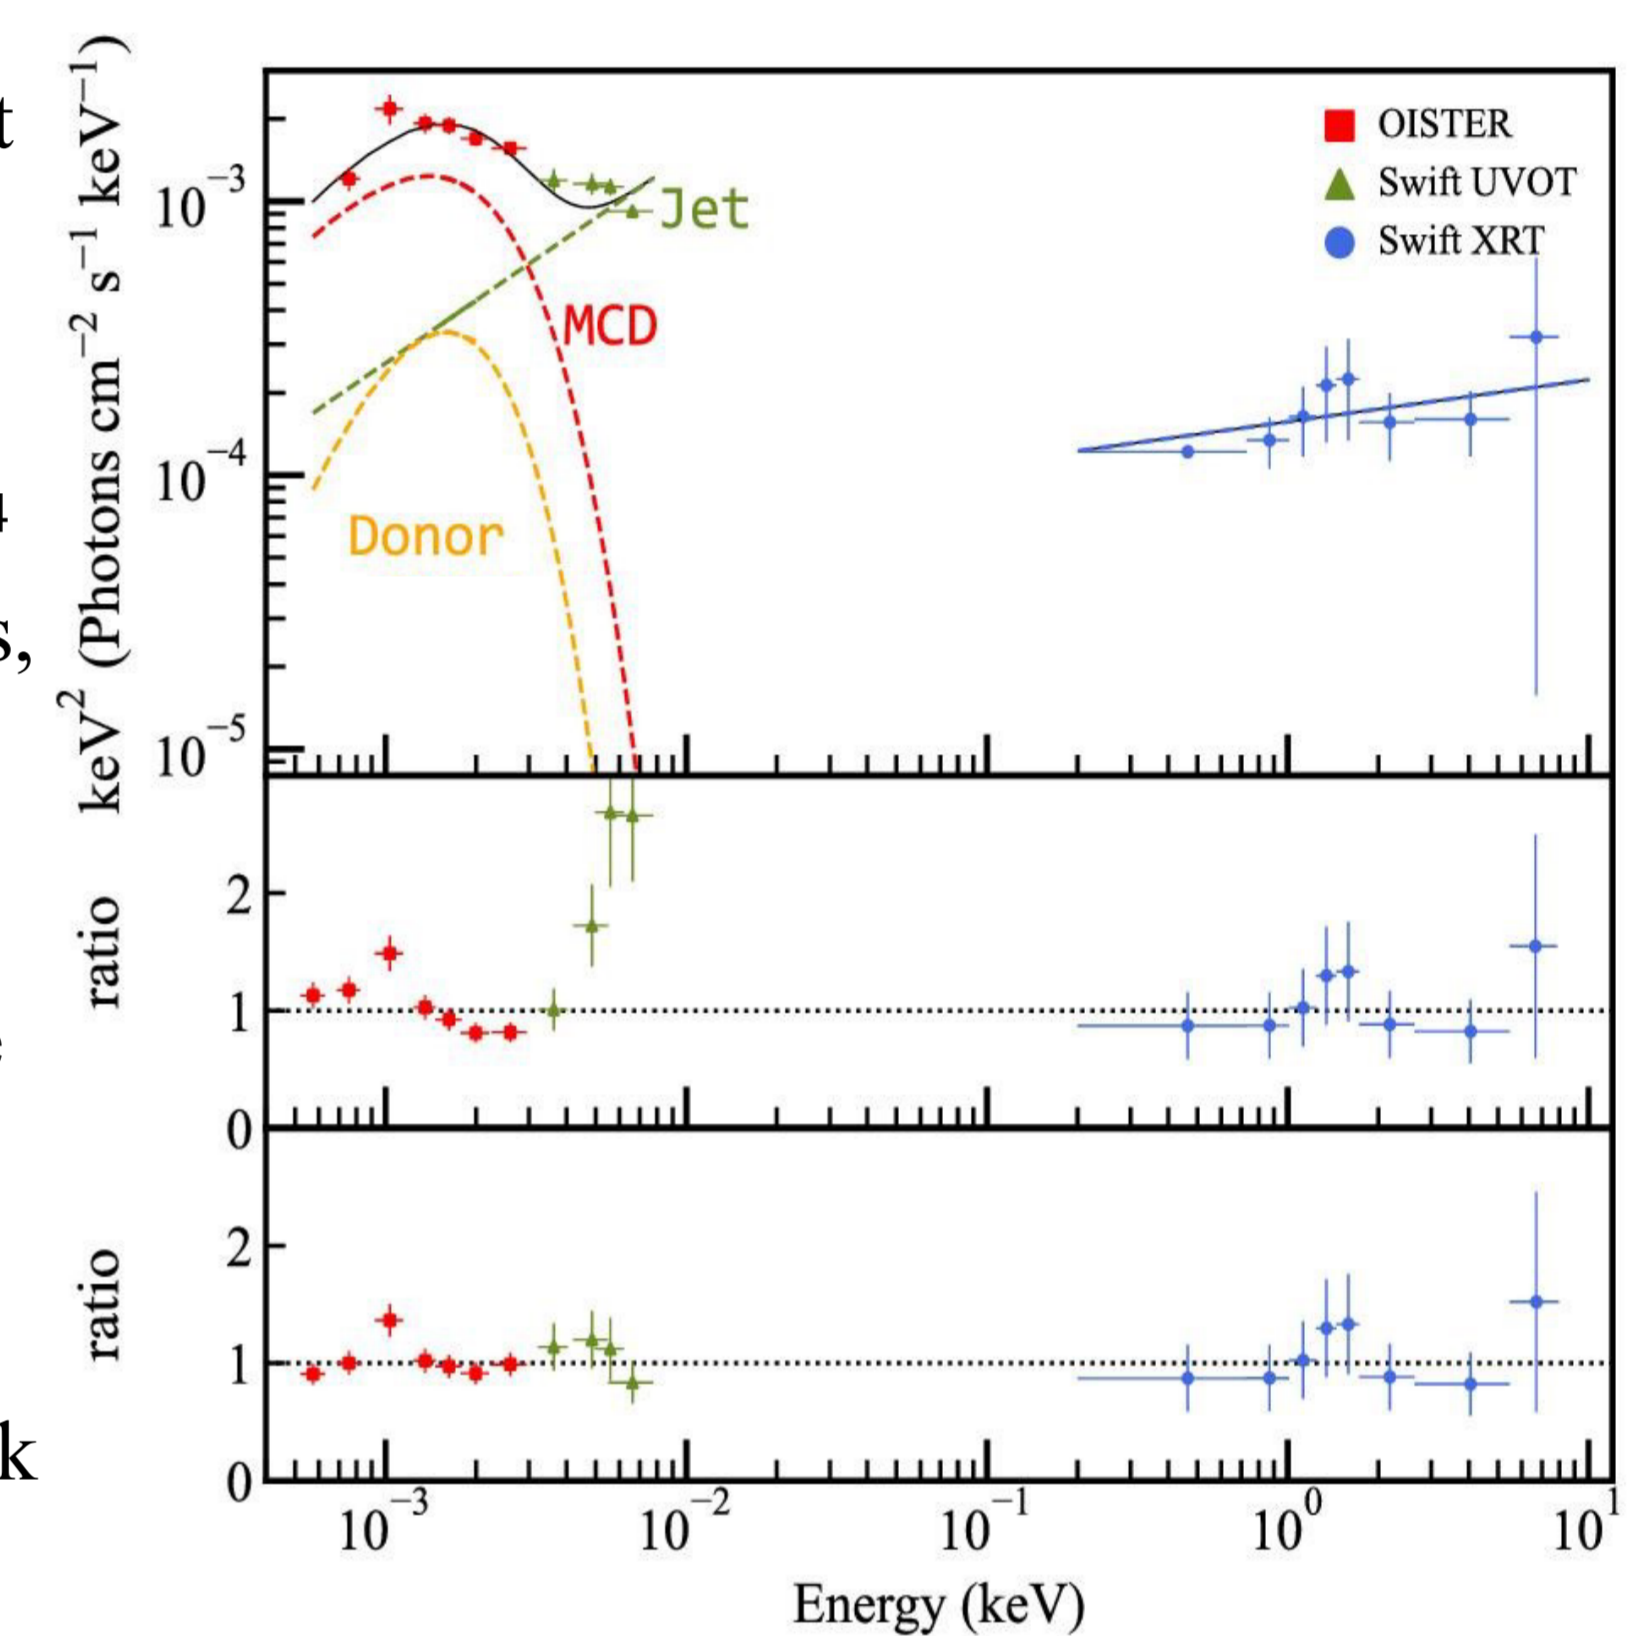 t
4
s,
e
k
keV² (Photons cm⁻² s⁻¹ keV⁻¹)
10⁻³
10⁻⁴
10⁻⁵
OISTER
Swift UVOT
Swift XRT
Jet
MCD
Donor
ratio
2
1
0
ratio
2
1
0
10⁻³ 10⁻² 10⁻¹ 10⁰ 10¹
Energy (keV)